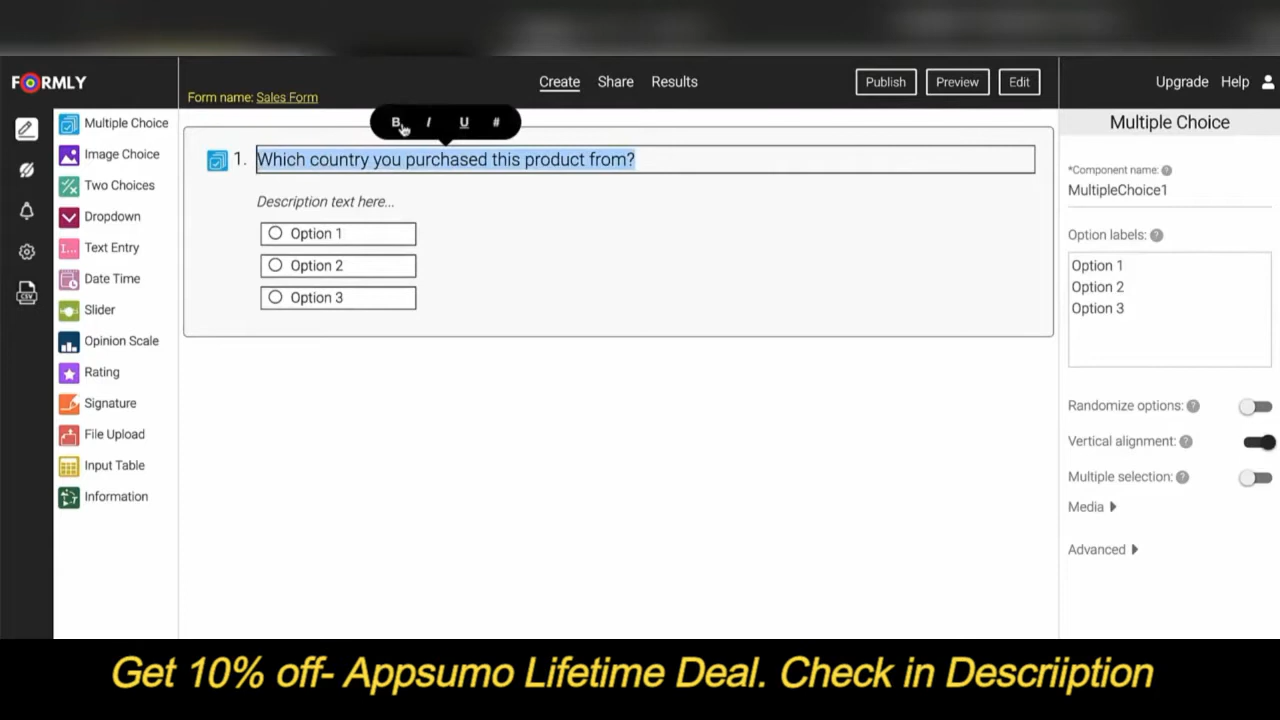 FORMLY
Form name: Sales Form
Create
Share
Results
Publish
Preview
Edit
Upgrade
Help
Multiple Choice
Image Choice
Two Choices
Dropdown
I...
Text Entry
Date Time
Slider
Opinion Scale
Rating
Signature
File Upload
Input Table
Information
CSV
B I U #
1. Which country you purchased this product from?
Description text here...
Option 1
Option 2
Option 3
Multiple Choice
*Component name: ?
MultipleChoice1
Option labels: ?
Option 1
Option 2
Option 3
Randomize options: ?
Vertical alignment: ?
Multiple selection: ?
Media
Advanced
Get 10% off- Appsumo Lifetime Deal. Check in Descriiption